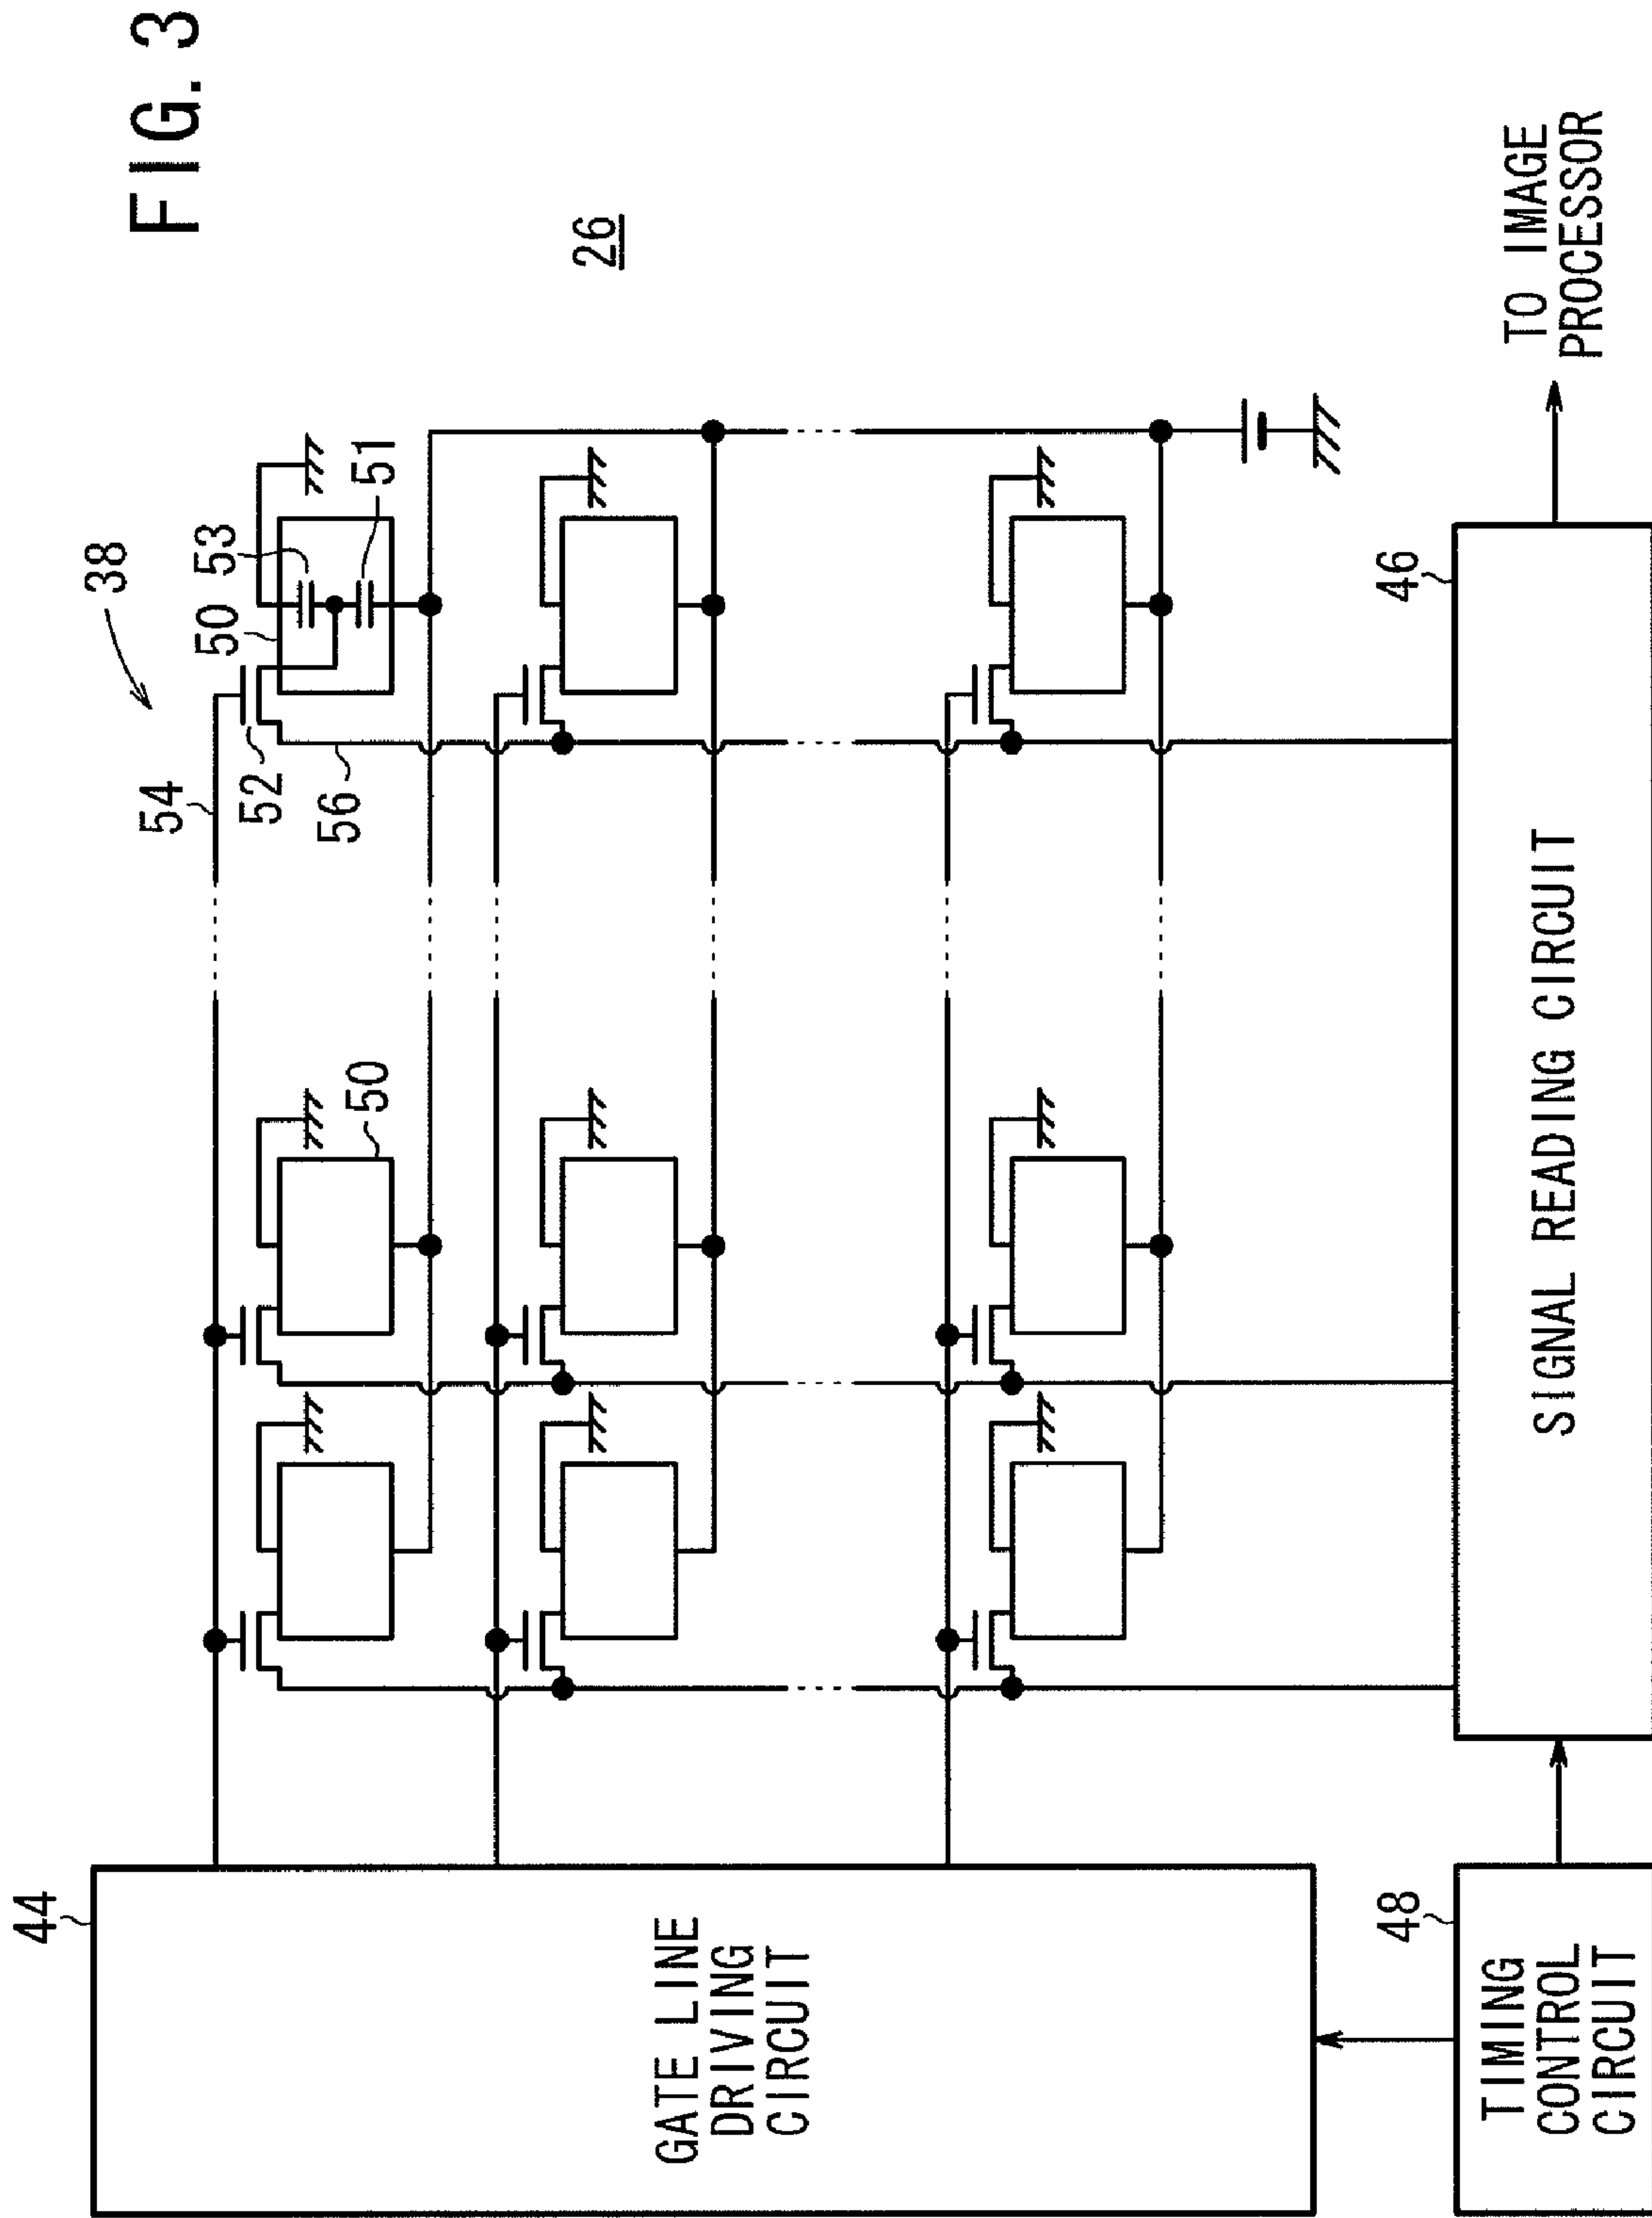 FIG. 3
26
38
54
52
56
50
53
51
50
44
GATE LINE
DRIVING
CIRCUIT
48
TIMING
CONTROL
CIRCUIT
46
SIGNAL READING CIRCUIT
TO IMAGE
PROCESSOR